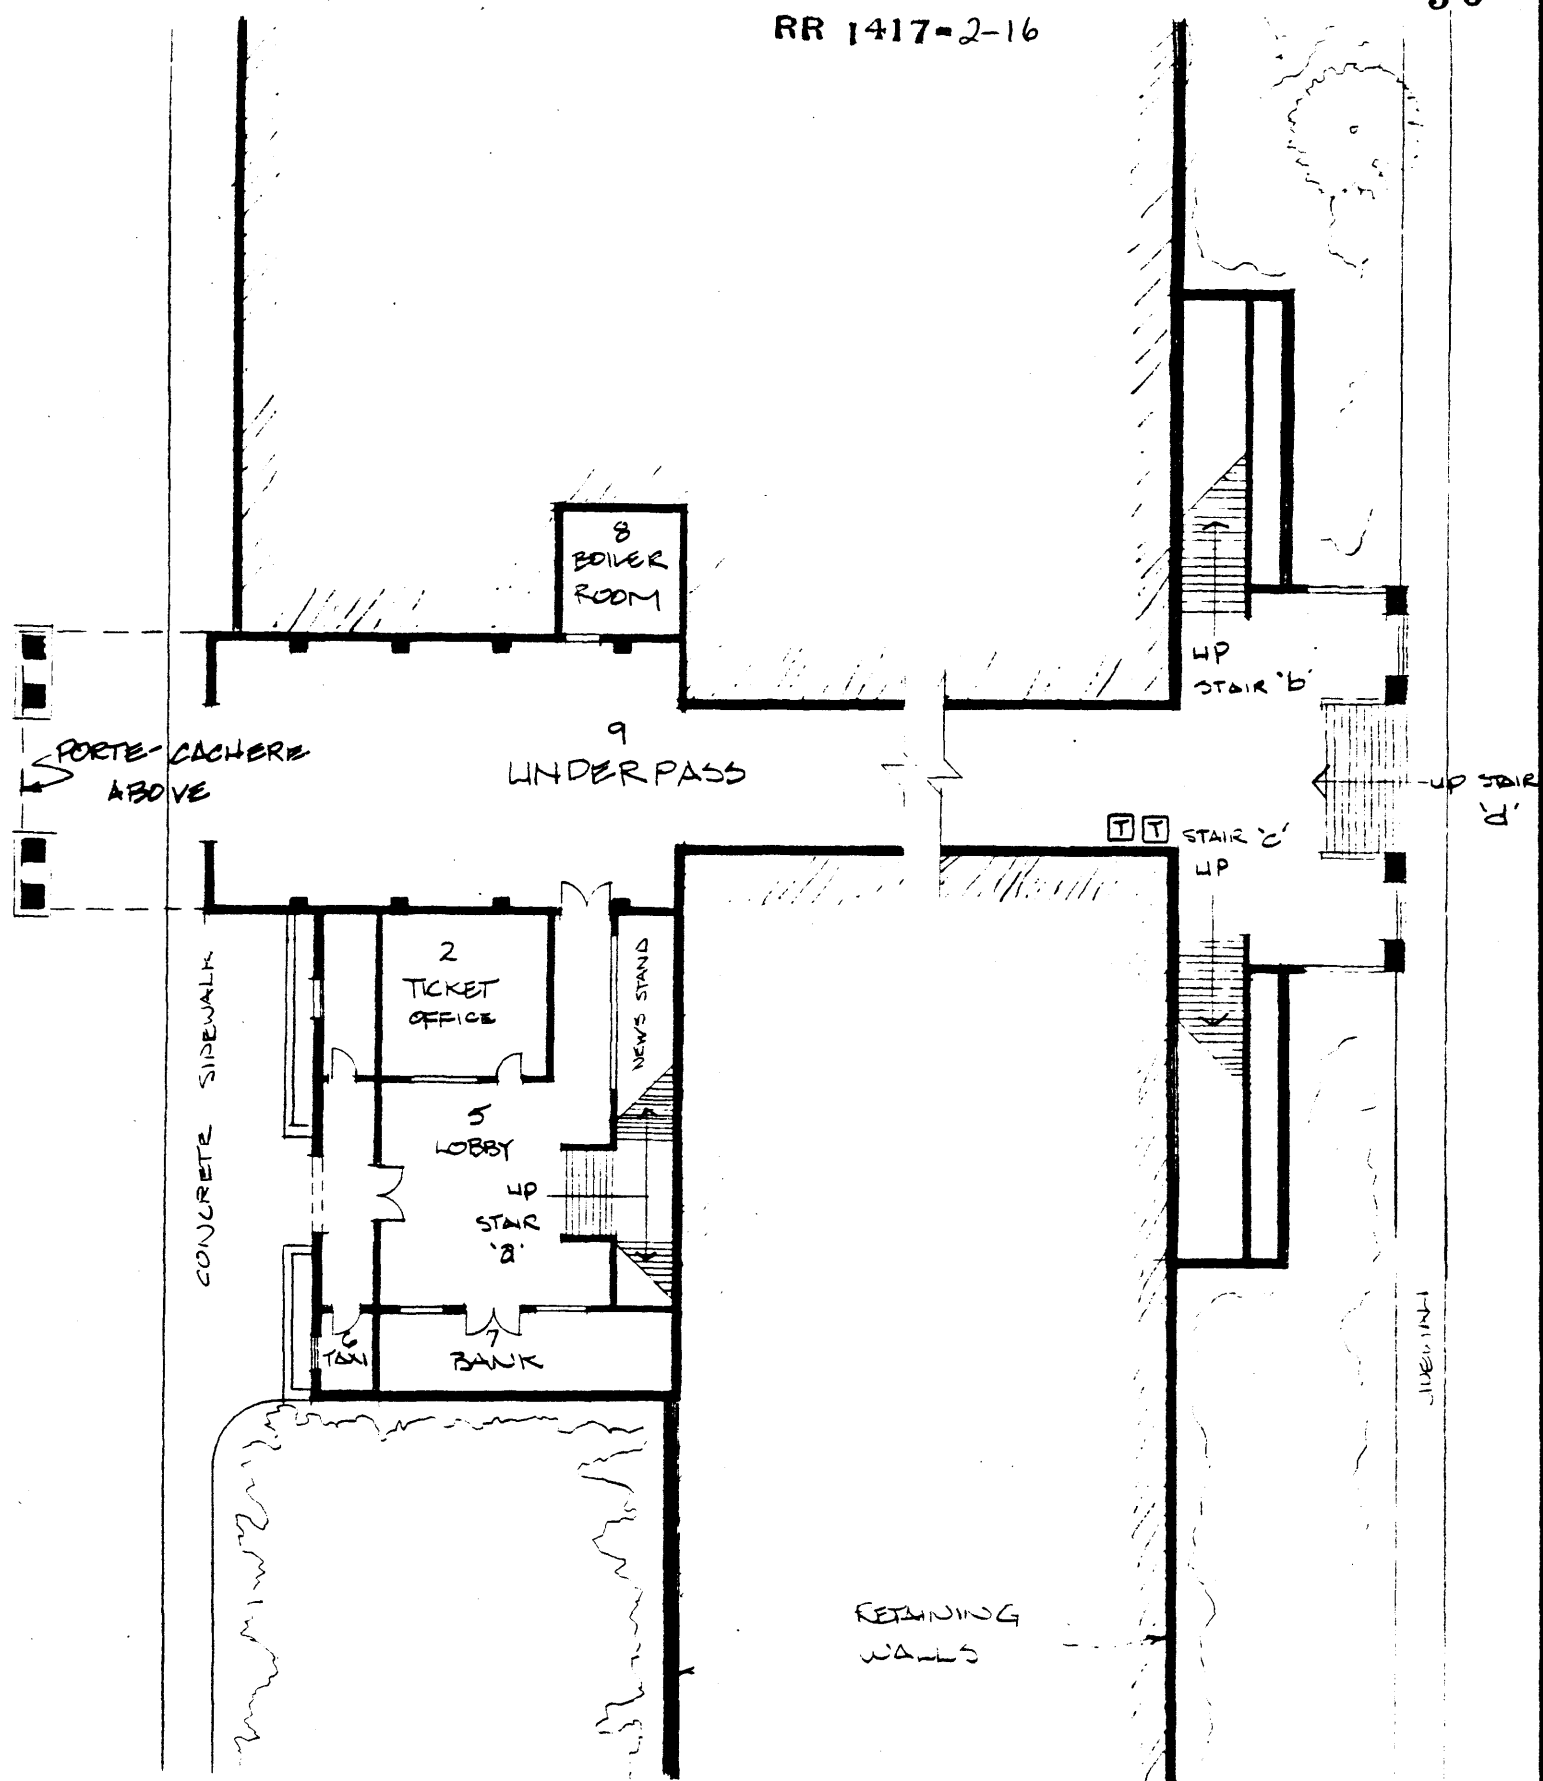 RR 1417-2-16
8
BOILER
ROOM
UP
STAIR 'b'
PORTE-CACHERE
ABOVE
9
UNDERPASS
UP STAIR
'd'
T T
STAIR 'c'
UP
2
TICKET
OFFICE
NEWS STAND
CONCRETE SIDEWALK
5
LOBBY
UP
STAIR
'a'
6
TAXI
7
BANK
SIDEWALK
RETAINING
WALLS